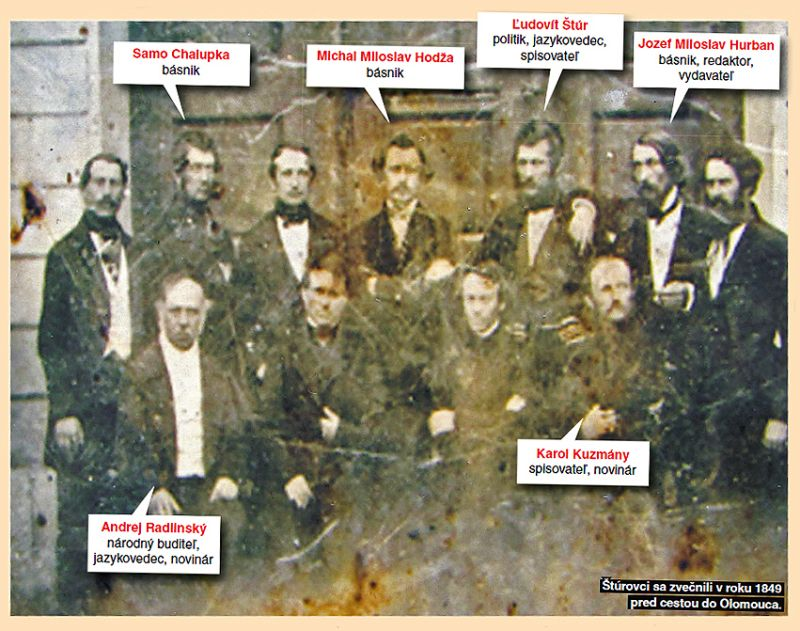 Samo Chalupka
básnik
Michal Miloslav Hodža
básnik
Ľudovít Štúr
politik, jazykovedec,
spisovateľ
Jozef Miloslav Hurban
básnik, redaktor,
vydavateľ
Karol Kuzmány
spisovateľ, novinár
Andrej Radlinský
národný buditeľ,
jazykovedec, novinár
Štúrovci sa zvečnili v roku 1849
pred cestou do Olomouca.